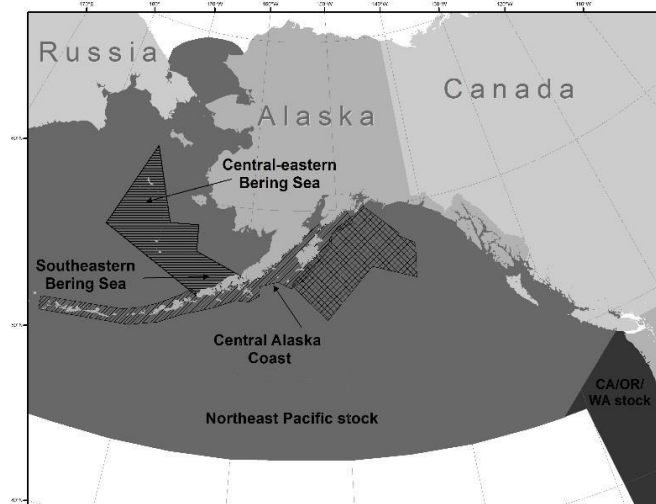 Russia
Alaska
Canada
Central-eastern
Bering Sea
Southeastern
Bering Sea
Central Alaska
Coast
Northeast Pacific stock
CA/OR/
WA stock